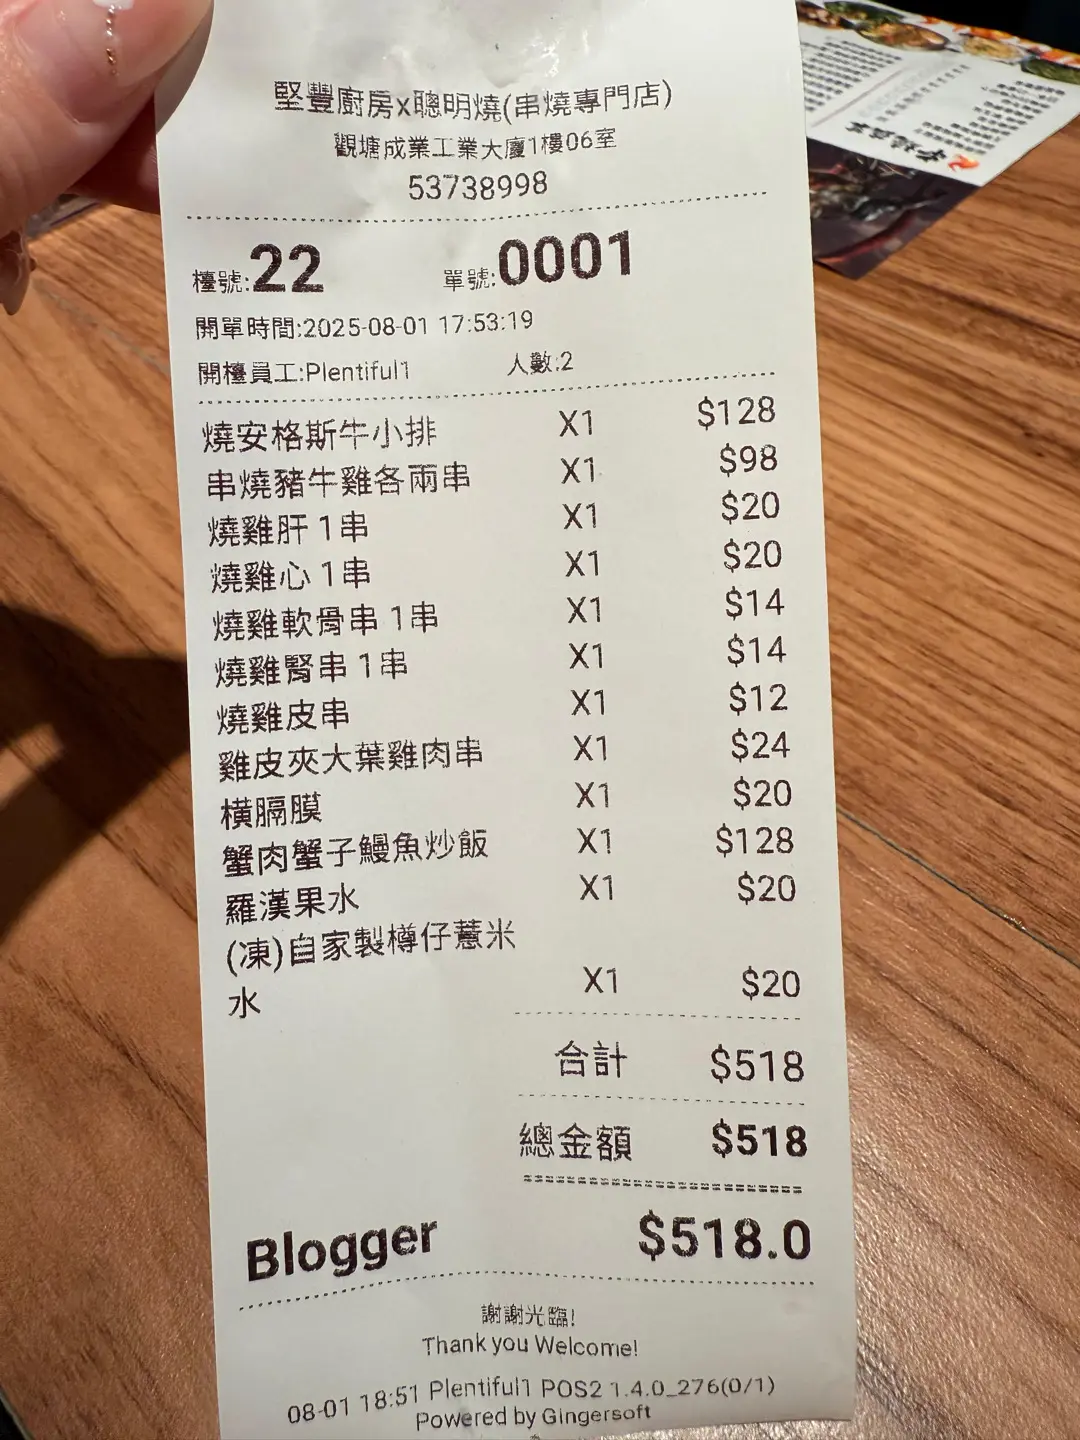 堅豐廚房x聰明燒(串燒專門店)
觀塘成業工業大廈1樓06室
53738998
檯號:22 單號:0001
開單時間:2025-08-01 17:53:19
開檯員工:Plentiful1 人數:2
燒安格斯牛小排 X1 $128
串燒豬牛雞各兩串 X1 $98
燒雞肝 1串 X1 $20
燒雞心 1串 X1 $20
燒雞軟骨串 1串 X1 $14
燒雞腎串 1串 X1 $14
燒雞皮串 X1 $12
雞皮夾大葉雞肉串 X1 $24
橫膈膜 X1 $20
蟹肉蟹子鰻魚炒飯 X1 $128
羅漢果水 X1 $20
(凍)自家製樽仔薏米
水 X1 $20
合計 $518
總金額 $518
Blogger $518.0
謝謝光臨!
Thank you Welcome!
08-01 18:51 Plentiful1 POS2 1.4.0_276(0/1)
Powered by Gingersoft